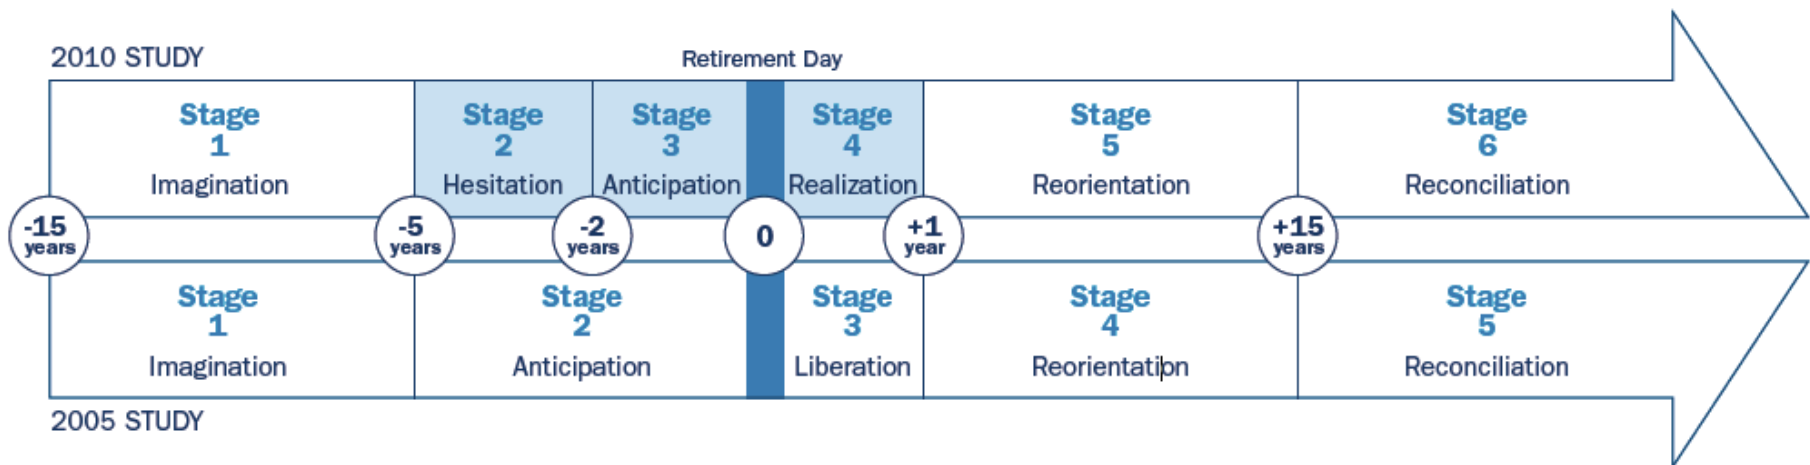 2010 STUDY
Retirement Day
Stage
1
Imagination
Stage
2
Hesitation
Stage
3
Anticipation
Stage
4
Realization
Stage
5
Reorientation
Stage
6
Reconciliation
-15
years
-5
years
-2
years
0
+1
year
+15
years
Stage
1
Imagination
Stage
2
Anticipation
Stage
3
Liberation
Stage
4
Reorientation
Stage
5
Reconciliation
2005 STUDY